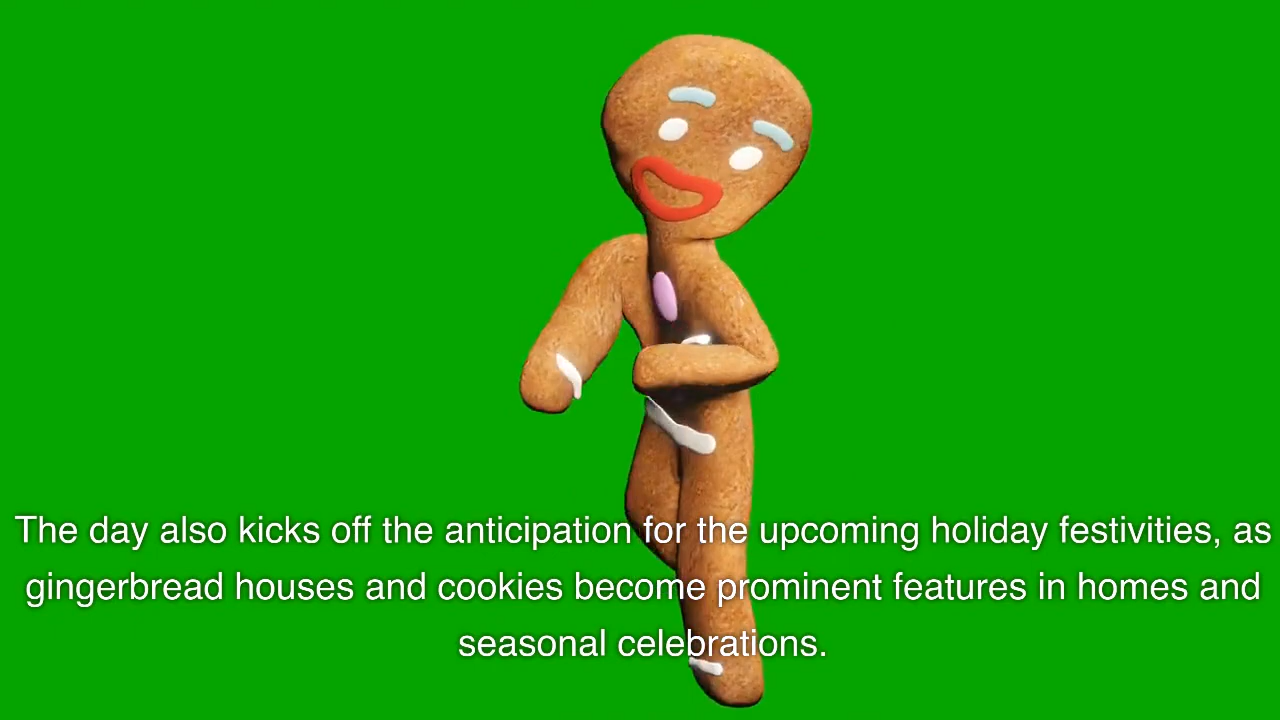 The day also kicks off the anticipation for the upcoming holiday festivities, as
gingerbread houses and cookies become prominent features in homes and
seasonal celebrations.